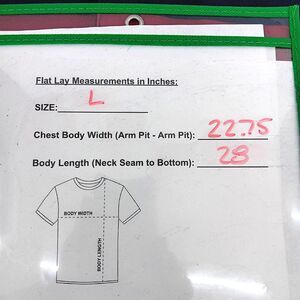 Flat Lay Measurements in Inches:
SIZE: L
Chest Body Width (Arm Pit - Arm Pit): 22.75
Body Length (Neck Seam to Bottom): 28
BODY WIDTH
BODY LENGTH